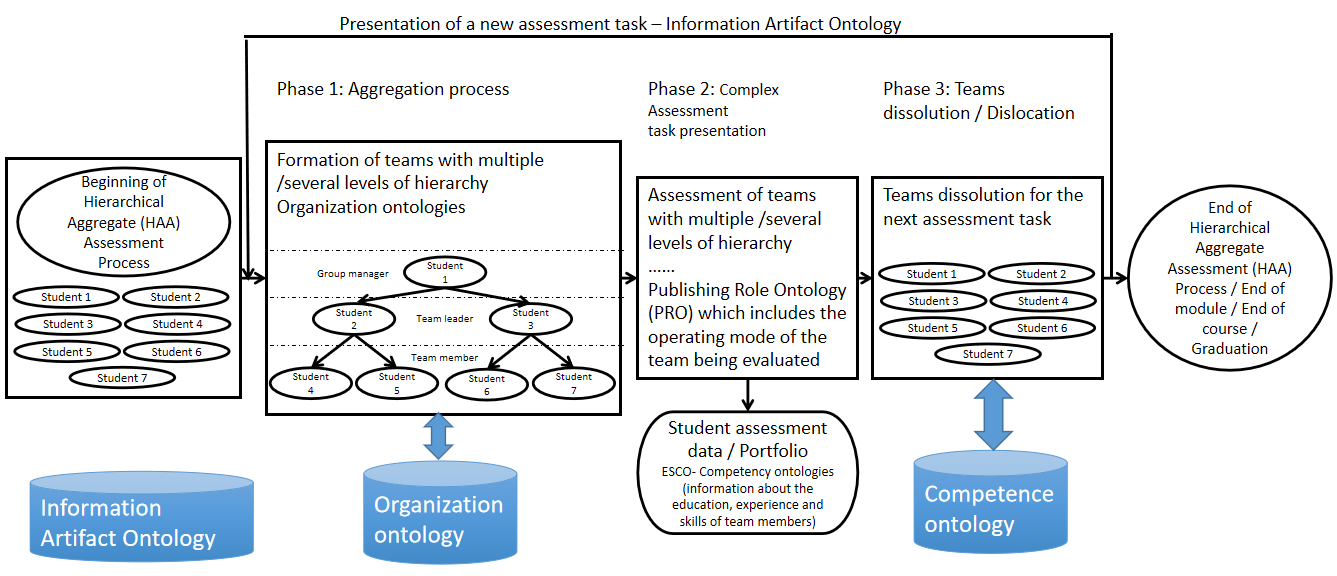 Presentation of a new assessment task – Information Artifact Ontology
Phase 1: Aggregation process
Phase 2: Complex
Assessment
task presentation
Phase 3: Teams
dissolution / Dislocation
Beginning of
Hierarchical
Aggregate (HAA)
Assessment
Process
Student 1
Student 2
Student 3
Student 4
Student 5
Student 6
Student 7
Formation of teams with multiple
/several levels of hierarchy
Organization ontologies
Group manager
Student
1
Student
2
Team leader
Student
3
Team member
Student
4
Student
5
Student
6
Student
7
Assessment of teams
with multiple /several
levels of hierarchy
......
Publishing Role Ontology
(PRO) which includes the
operating mode of the
team being evaluated
Teams dissolution for the
next assessment task
Student 1
Student 2
Student 3
Student 4
Student 5
Student 6
Student 7
End of
Hierarchical
Aggregate
Assessment (HAA)
Process / End of
module / End of
course /
Graduation
Student assessment
data / Portfolio
ESCO- Competency ontologies
(information about the
education, experience and
skills of team members)
Information
Artifact Ontology
Organization
ontology
Competence
ontology